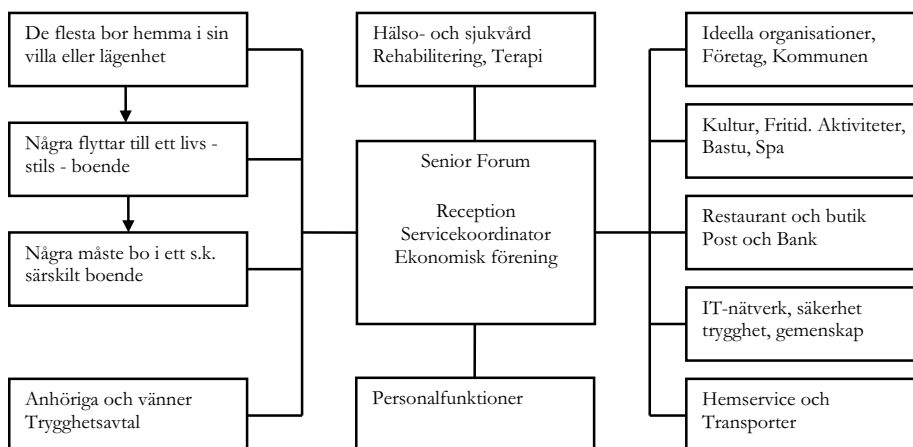 De flesta bor hemma i sin
villa eller lägenhet
Några flyttar till ett livs -
stils - boende
Några måste bo i ett s.k.
särskilt boende
Anhöriga och vänner
Trygghetsavtal
Hälso- och sjukvård
Rehabilitering, Terapi
Senior Forum
Reception
Servicekoordinator
Ekonomisk förening
Personalfunktioner
Ideella organisationer,
Företag, Kommunen
Kultur, Fritid. Aktiviteter,
Bastu, Spa
Restaurant och butik
Post och Bank
IT-nätverk, säkerhet
trygghet, gemenskap
Hemservice och
Transporter